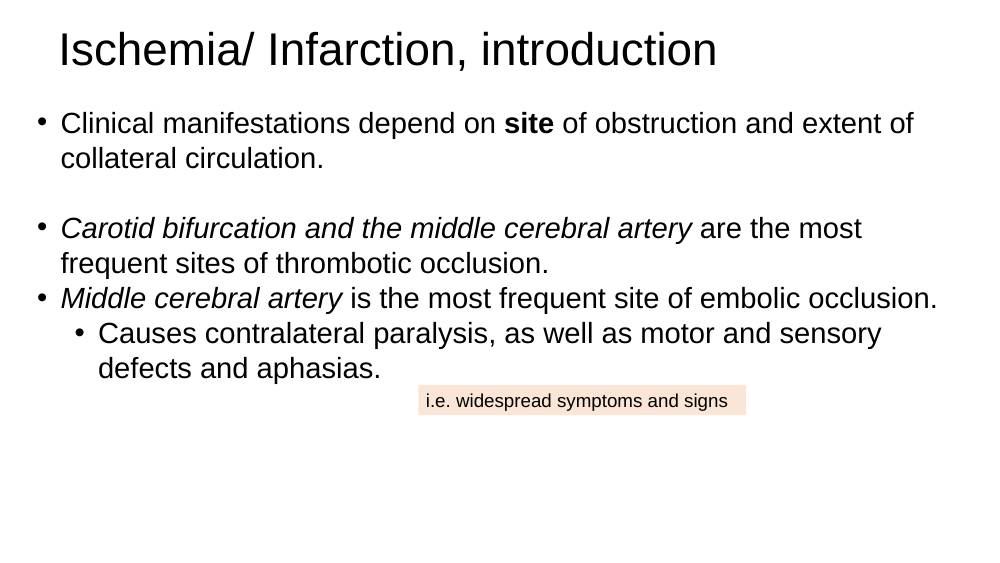 Ischemia/ Infarction, introduction
• Clinical manifestations depend on site of obstruction and extent of
collateral circulation.
• Carotid bifurcation and the middle cerebral artery are the most
frequent sites of thrombotic occlusion.
• Middle cerebral artery is the most frequent site of embolic occlusion.
• Causes contralateral paralysis, as well as motor and sensory
defects and aphasias.
i.e. widespread symptoms and signs